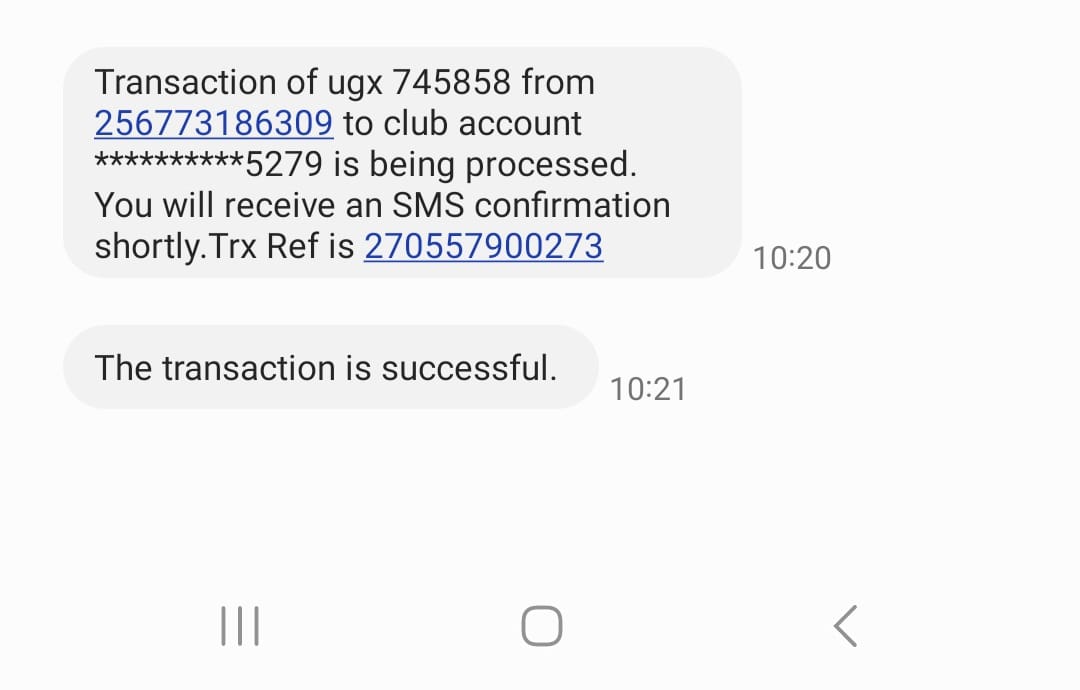 Transaction of ugx 745858 from
256773186309 to club account
**********5279 is being processed.
You will receive an SMS confirmation
shortly.Trx Ref is 270557900273
10:20
The transaction is successful.
10:21